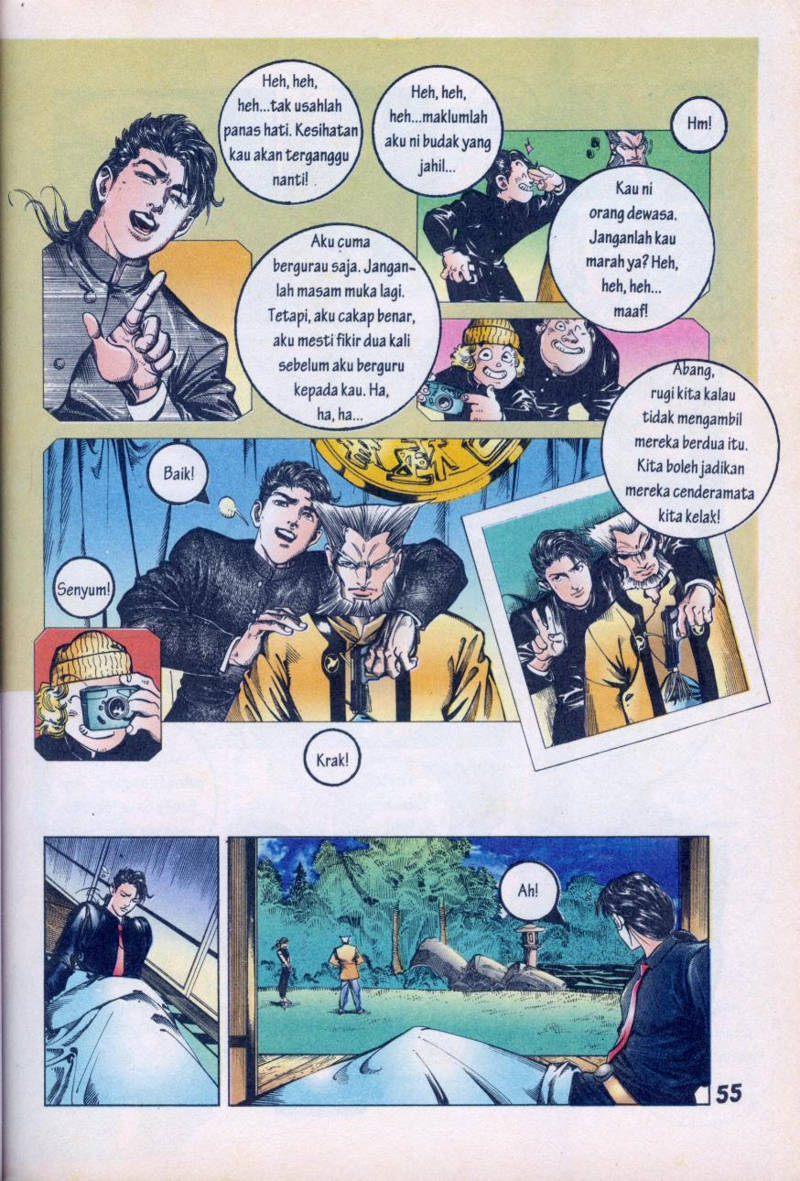 Heh, heh,
heh...tak usahlah
panas hati. Kesihatan
kau akan terganggu
nanti!
Heh, heh,
heh...maklumlah
aku ni budak yang
jahil...
Hm!
Kau ni
orang dewasa.
Janganlah kau
marah ya? Heh,
heh, heh...
maaf!
Aku cuma
bergurau saja. Jangan-
lah masam muka lagi.
Tetapi, aku cakap benar,
aku mesti fikir dua kali
sebelum aku berguru
kepada kau. Ha,
ha, ha...
Abang,
rugi kita kalau
tidak mengambil
mereka berdua itu.
Kita boleh jadikan
mereka cenderamata
kita kelak!
Baik!
Senyum!
Krak!
Ah!
55